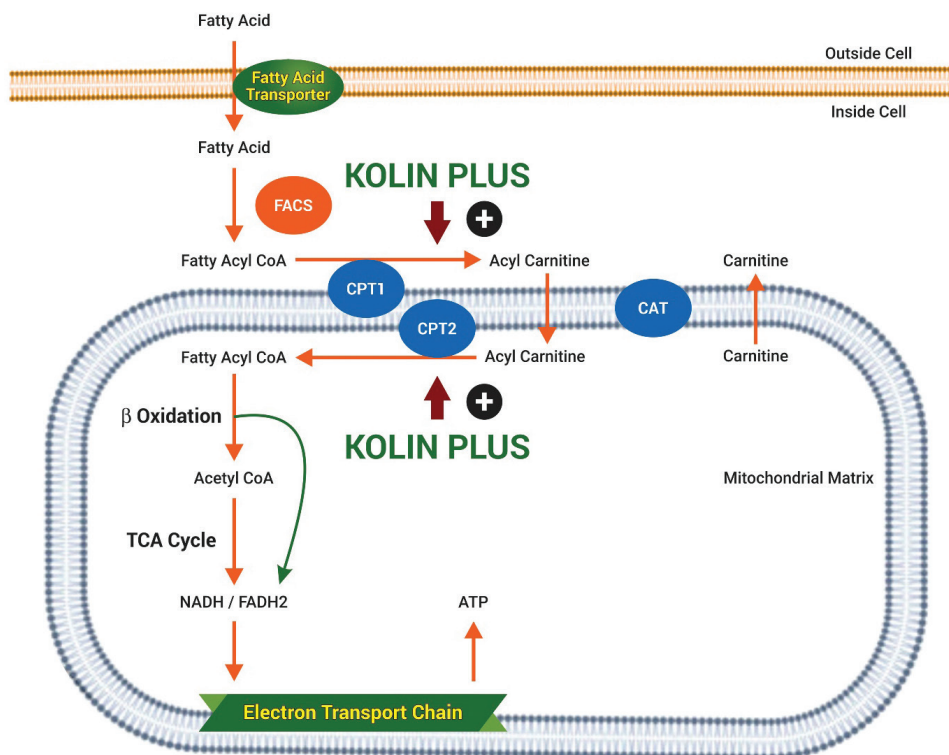 Fatty Acid
Outside Cell
Fatty Acid
Transporter
Inside Cell
Fatty Acid
KOLIN PLUS
FACS
+
Fatty Acyl CoA
Acyl Carnitine
Carnitine
CPT1
CAT
CPT2
Fatty Acyl CoA
Acyl Carnitine
Carnitine
+
β Oxidation
KOLIN PLUS
Acetyl CoA
Mitochondrial Matrix
TCA Cycle
NADH / FADH2
ATP
Electron Transport Chain